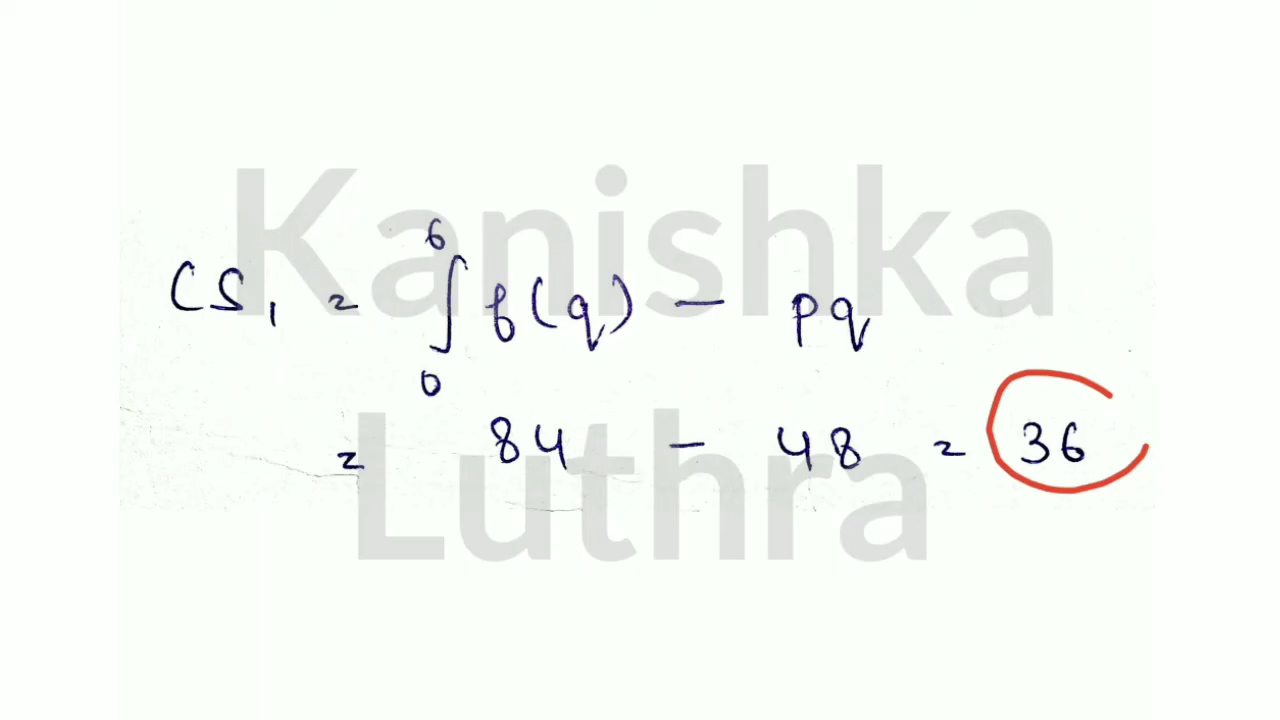 Kanishka
6
CS₁ = ∫ f(q) - pq
0
= 84 - 48 = 36
Luthra